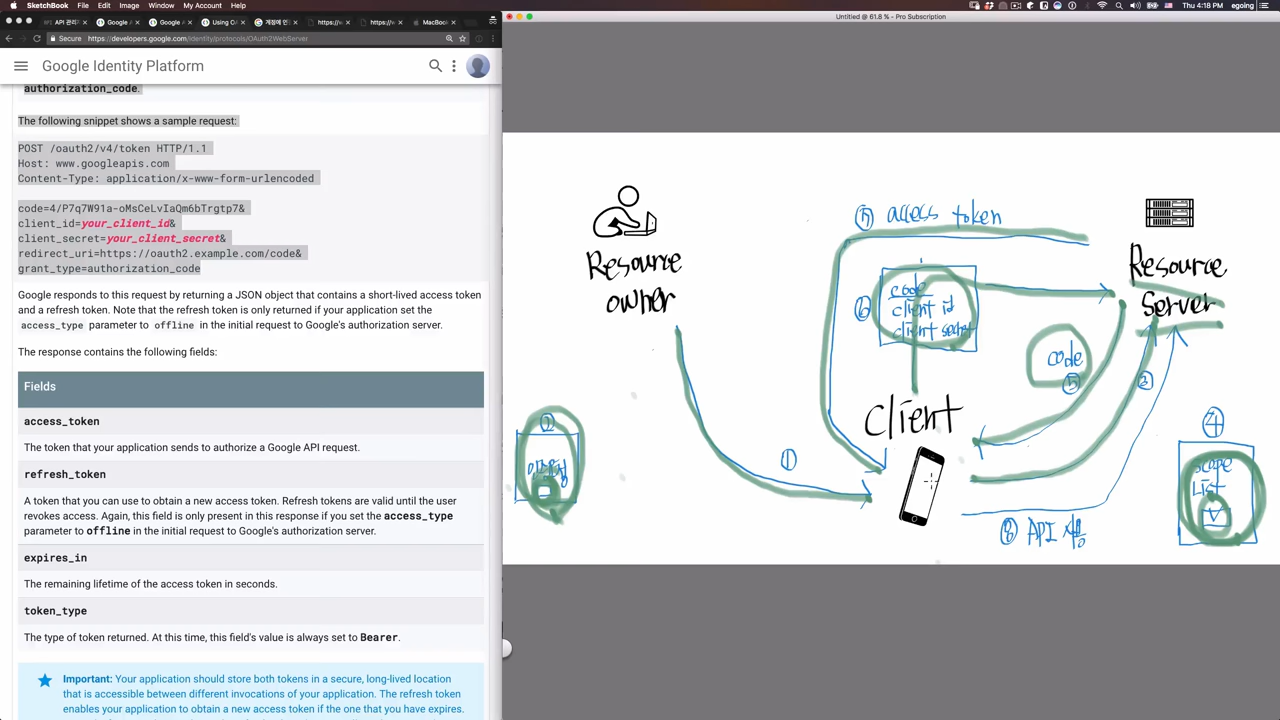 SketchBook File Edit Image Window My Account Help
Thu 4:18 PM egoing
API 관리자
Google
Google
Using
계정에 연
https://
https://
MacBook
Secure https://developers.google.com/identity/protocols/OAuth2WebServer
Untitled @ 61.8 % - Pro Subscription
Google Identity Platform
authorization_code.
The following snippet shows a sample request:
POST /oauth2/v4/token HTTP/1.1
Host: www.googleapis.com
Content-Type: application/x-www-form-urlencoded
code=4/P7q7W91a-oMsCeLvIaQm6bTrgtp7&
client_id=your_client_id&
client_secret=your_client_secret&
redirect_uri=https://oauth2.example.com/code&
grant_type=authorization_code
Google responds to this request by returning a JSON object that contains a short-lived access token
and a refresh token. Note that the refresh token is only returned if your application set the
access_type parameter to offline in the initial request to Google's authorization server.
The response contains the following fields:
Fields
access_token
The token that your application sends to authorize a Google API request.
refresh_token
A token that you can use to obtain a new access token. Refresh tokens are valid until the user
revokes access. Again, this field is only present in this response if you set the access_type
parameter to offline in the initial request to Google's authorization server.
expires_in
The remaining lifetime of the access token in seconds.
token_type
The type of token returned. At this time, this field's value is always set to Bearer.
Important: Your application should store both tokens in a secure, long-lived location
that is accessible between different invocations of your application. The refresh token
enables your application to obtain a new access token if the one that you have expires.
Resource
owner
⑦ access token
Resource
Server
⑥
code
client id
client secret
code
⑤
③
client
①
②
④
scope
List
V
⑧ API